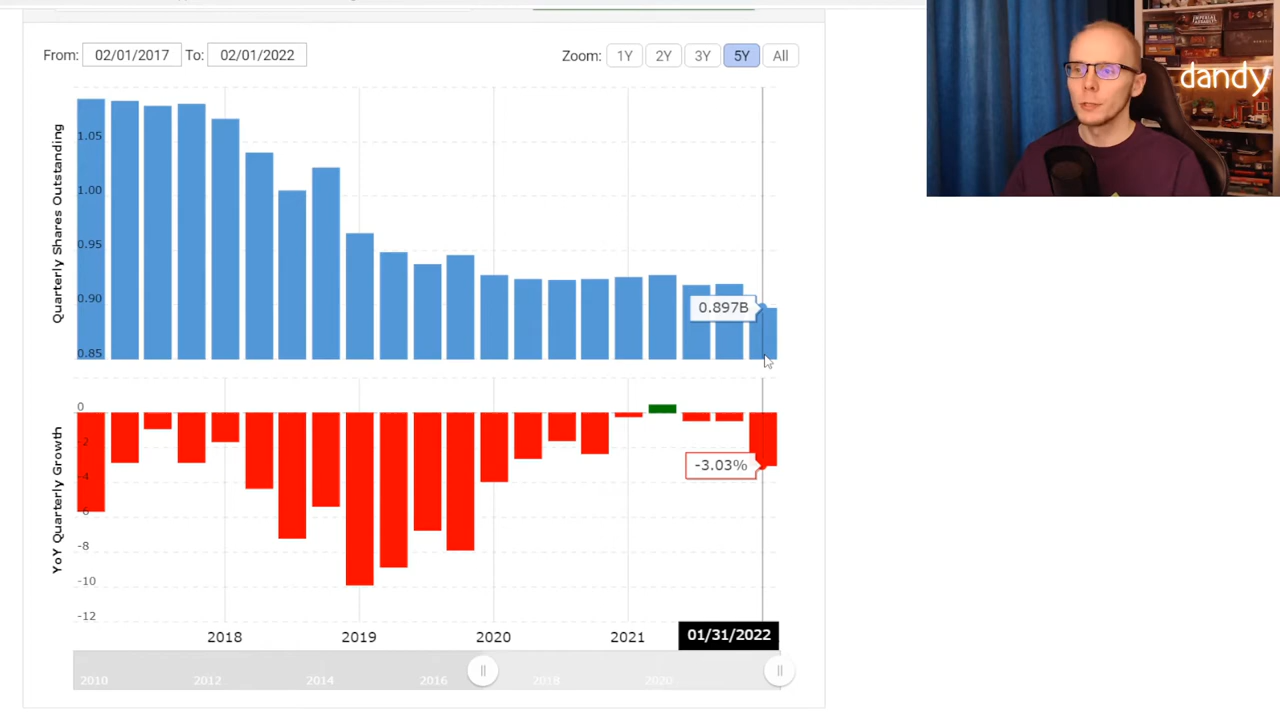 From: 02/01/2017 To: 02/01/2022
Zoom: 1Y 2Y 3Y 5Y All
dandy
Quarterly Shares Outstanding
1.05
1.00
0.95
0.90
0.85
0.897B
YoY Quarterly Growth
0
-2
-4
-6
-8
-10
-12
-3.03%
2018 2019 2020 2021 01/31/2022
2010 2012 2014 2016 2018 2020